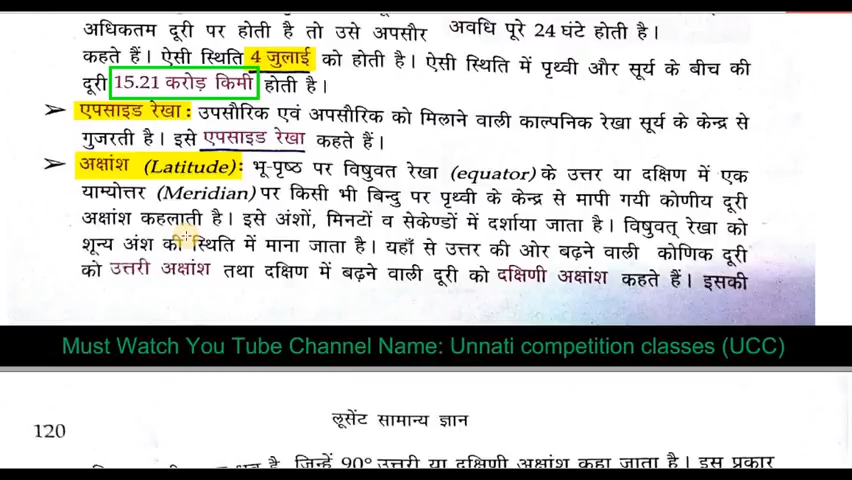 अधिकतम दूरी पर होती है तो उसे अपसौर अवधि पूरे 24 घंटे होती है।
कहते हैं। ऐसी स्थिति 4 जुलाई को होती है। ऐसी स्थिति में पृथ्वी और सूर्य के बीच की
दूरी 15.21 करोड़ किमी होती है।
➢ एपसाइड रेखा : उपसौरिक एवं अपसौरिक को मिलाने वाली काल्पनिक रेखा सूर्य के केन्द्र से
गुजरती है। इसे एपसाइड रेखा कहते हैं।
➢ अक्षांश (Latitude) : भू-पृष्ठ पर विषुवत रेखा (equator) के उत्तर या दक्षिण में एक
याम्योत्तर (Meridian) पर किसी भी बिन्दु पर पृथ्वी के केन्द्र से मापी गयी कोणीय दूरी
अक्षांश कहलाती है। इसे अंशों, मिनटों व सेकेण्डों में दर्शाया जाता है। विषुवत् रेखा को
शून्य अंश की स्थिति में माना जाता है। यहाँ से उत्तर की ओर बढ़ने वाली कोणिक दूरी
को उत्तरी अक्षांश तथा दक्षिण में बढ़ने वाली दूरी को दक्षिणी अक्षांश कहते हैं। इसकी
Must Watch You Tube Channel Name: Unnati competition classes (UCC)
120 लूसेंट सामान्य ज्ञान
जिन्हें 90° उत्तरी या दक्षिणी अक्षांश कहा जाता है। इस प्रकार